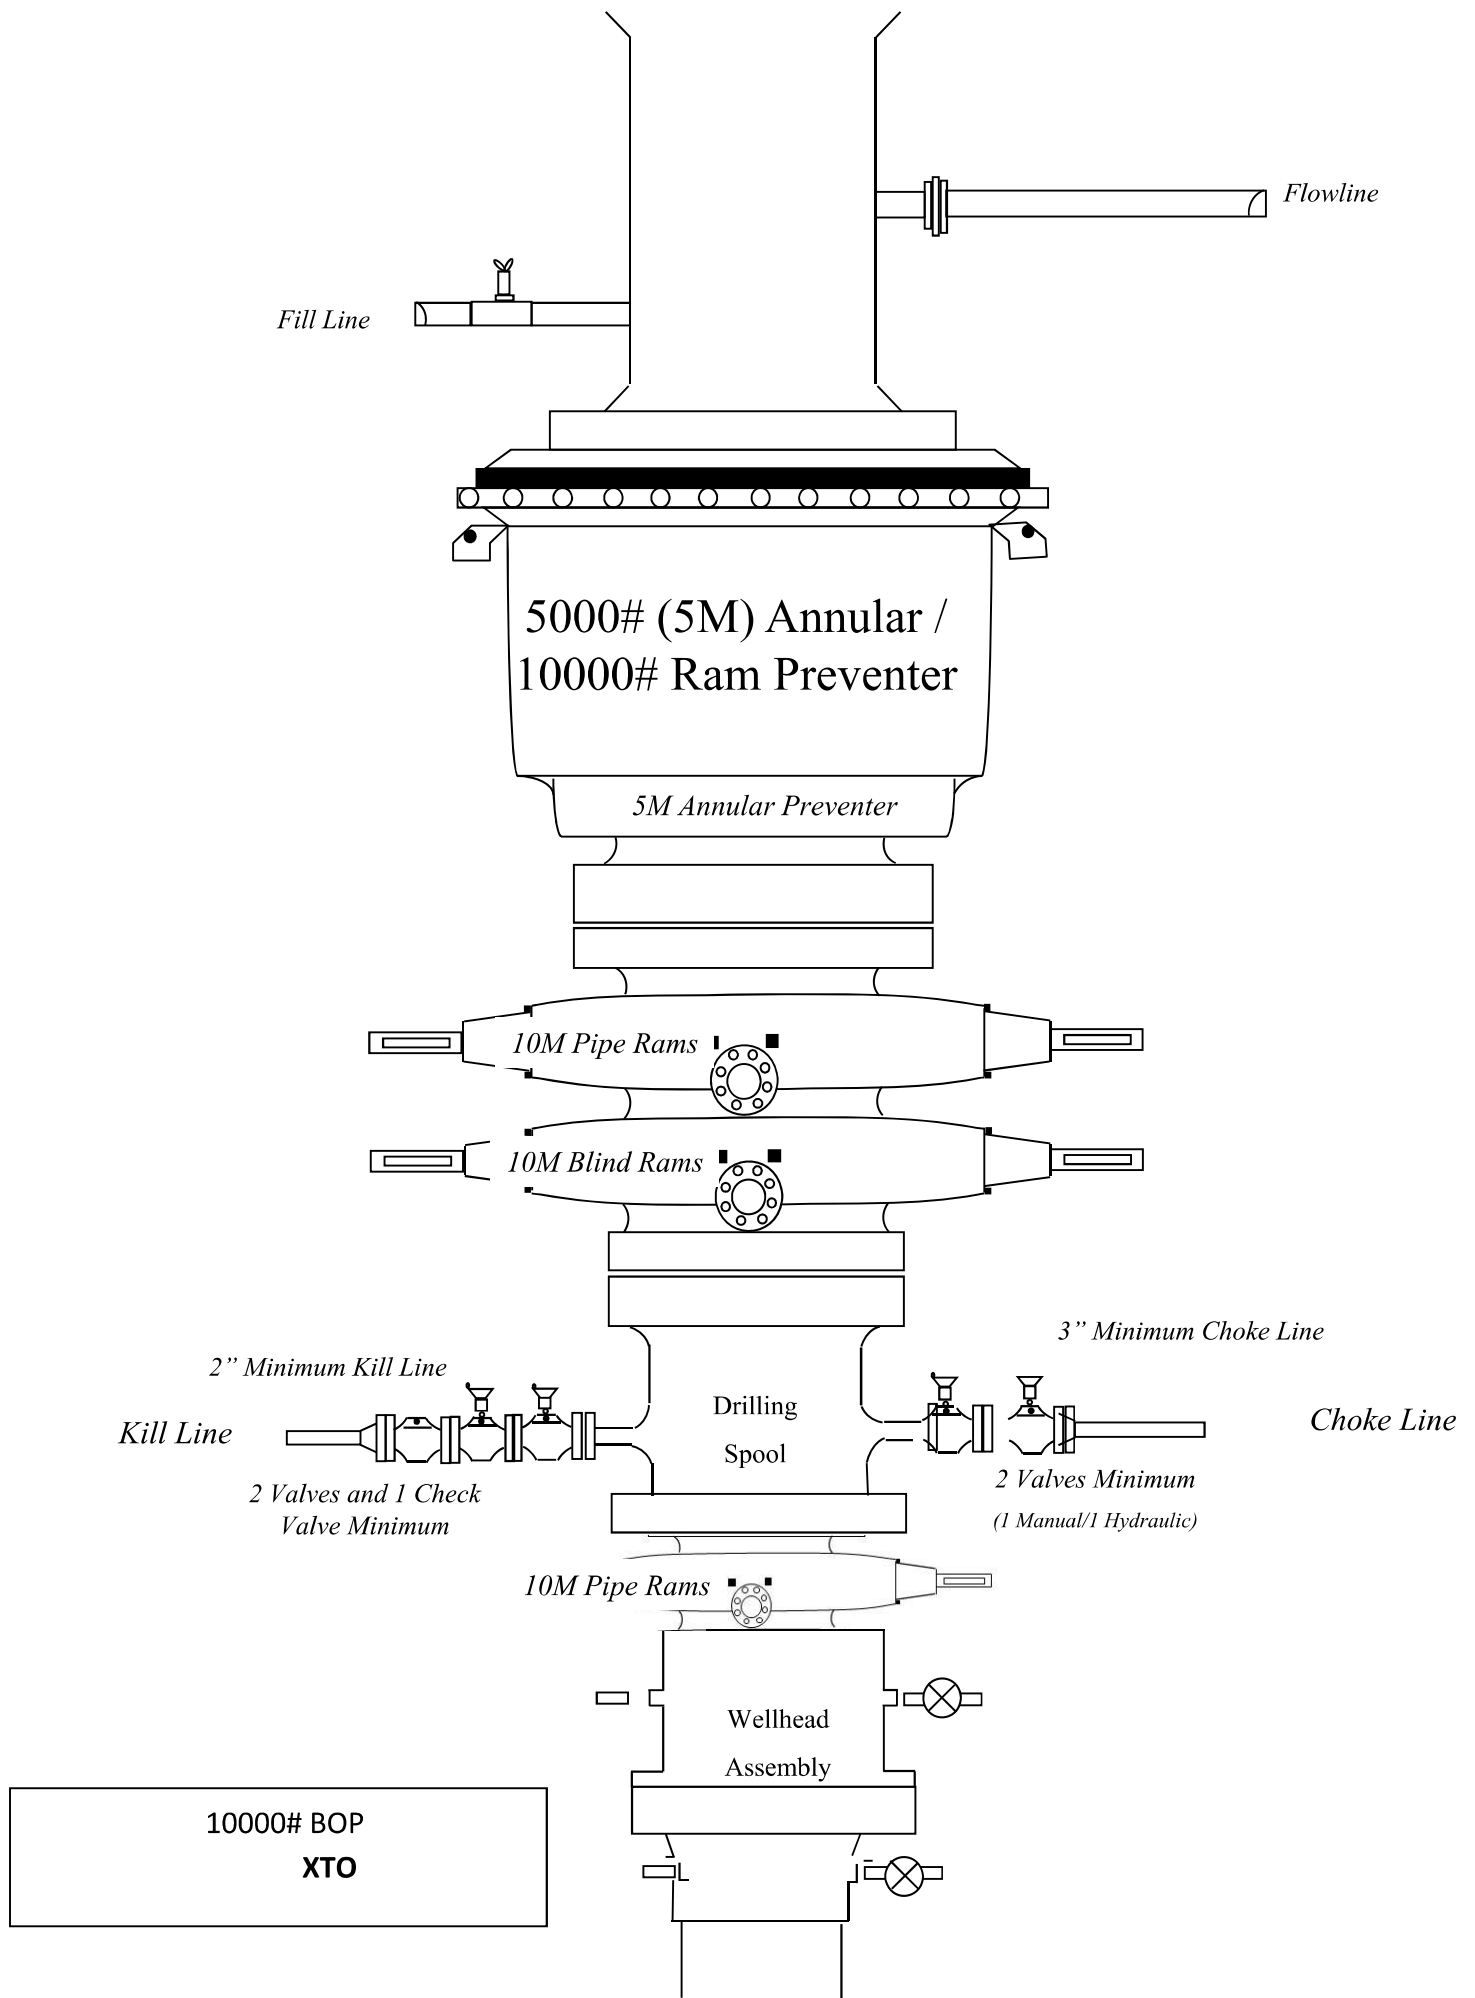 Flowline
Fill Line
5000# (5M) Annular /
10000# Ram Preventer
5M Annular Preventer
10M Pipe Rams
10M Blind Rams
3” Minimum Choke Line
2” Minimum Kill Line
Drilling
Spool
Kill Line
Choke Line
2 Valves and 1 Check
Valve Minimum
2 Valves Minimum
(1 Manual/1 Hydraulic)
10M Pipe Rams
Wellhead
Assembly
10000# BOP
XTO